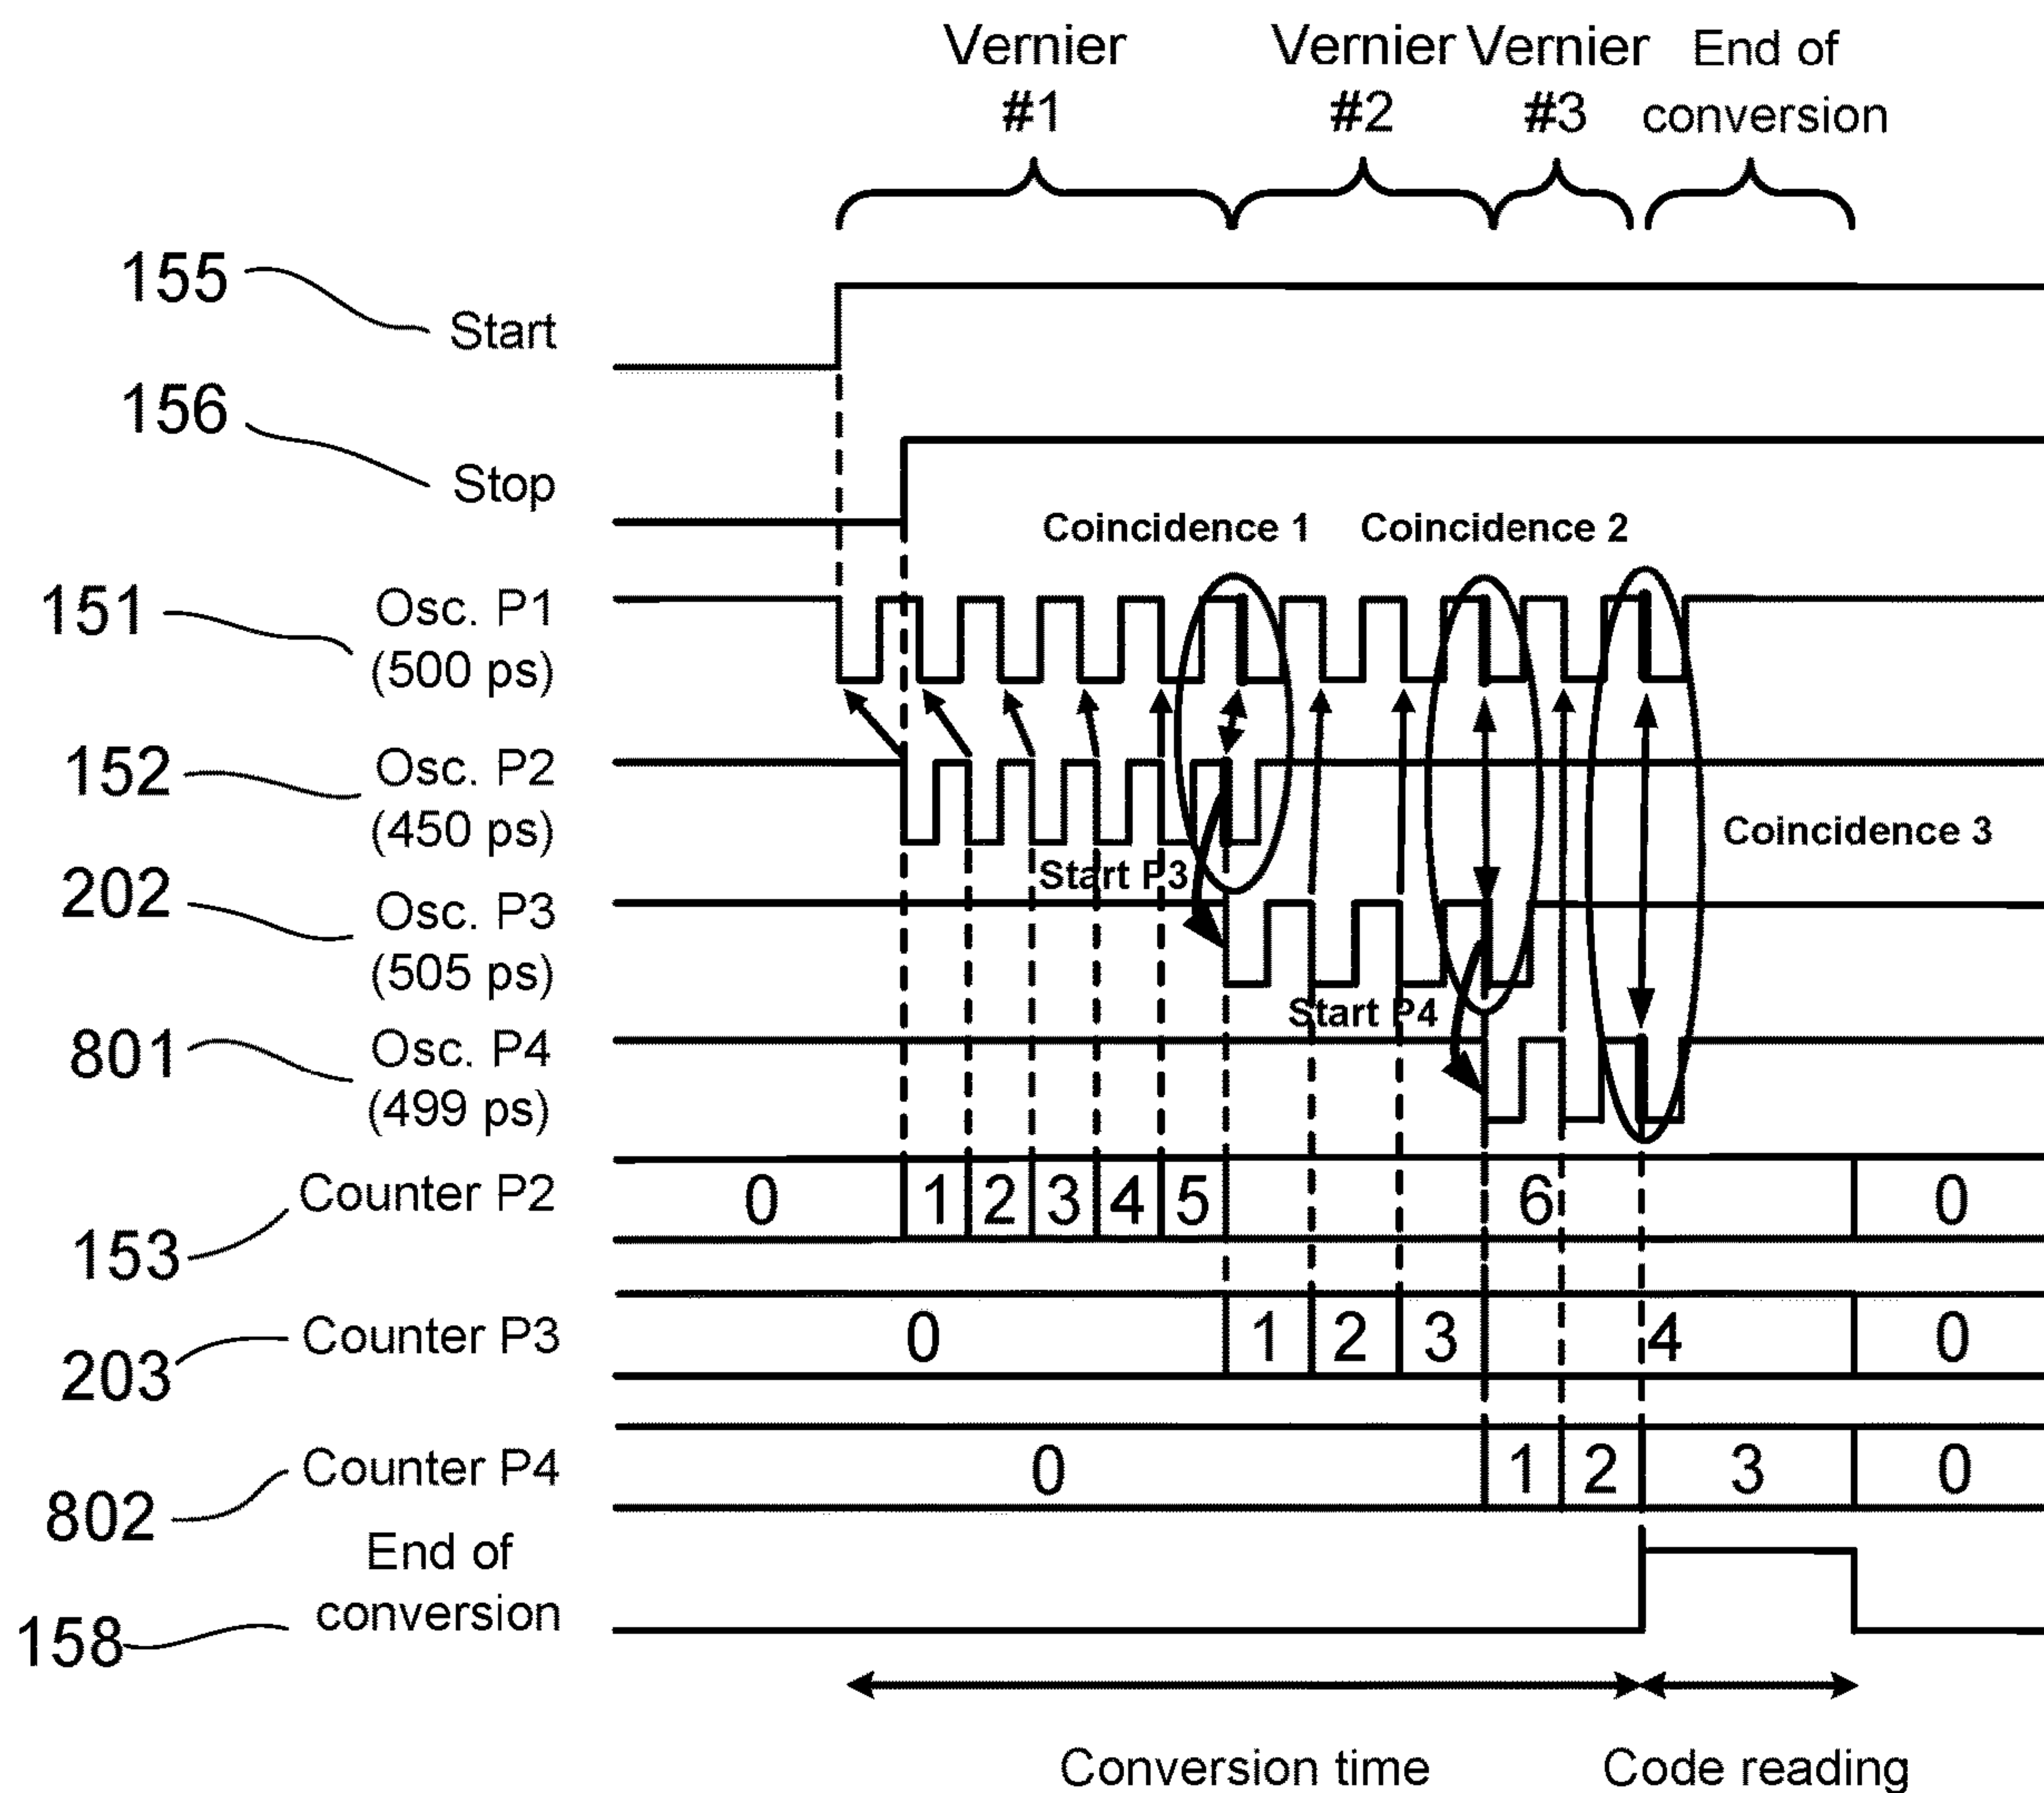 Vernier #1
Vernier #2
Vernier #3
End of conversion
155
Start
156
Stop
Coincidence 1
Coincidence 2
151
Osc. P1
(500 ps)
152
Osc. P2
(450 ps)
Coincidence 3
Start P3
202
Osc. P3
(505 ps)
Start P4
801
Osc. P4
(499 ps)
153
Counter P2
0 1 2 3 4 5 6 0
203
Counter P3
0 1 2 3 4 0
802
Counter P4
0 1 2 3 0
158
End of
conversion
Conversion time
Code reading